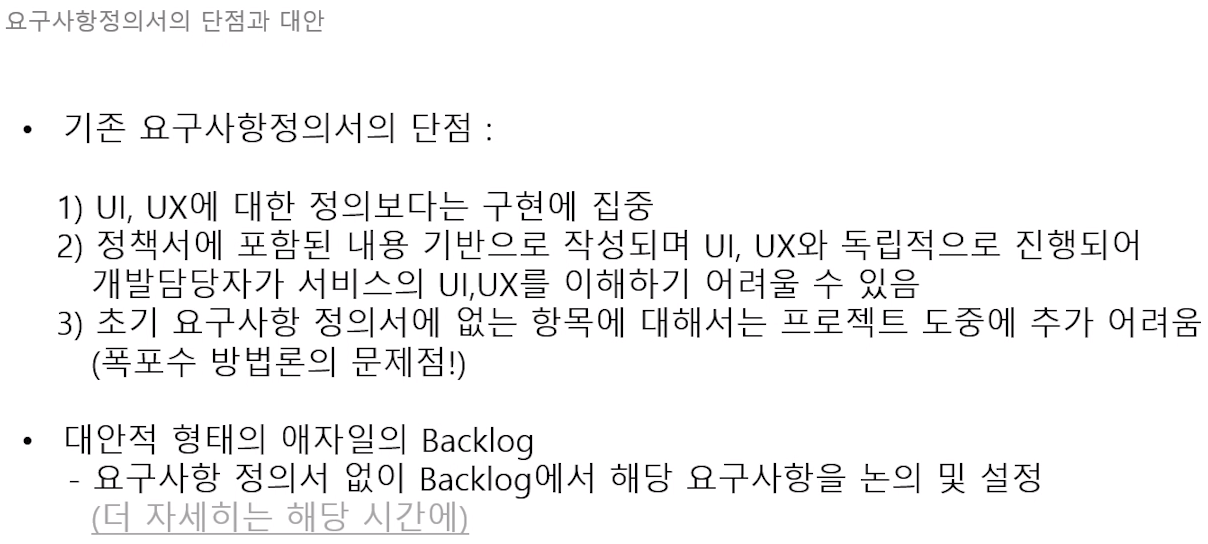 요구사항정의서의 단점과 대안
• 기존 요구사항정의서의 단점 :
1) UI, UX에 대한 정의보다는 구현에 집중
2) 정책서에 포함된 내용 기반으로 작성되며 UI, UX와 독립적으로 진행되어
개발담당자가 서비스의 UI,UX를 이해하기 어려울 수 있음
3) 초기 요구사항 정의서에 없는 항목에 대해서는 프로젝트 도중에 추가 어려움
(폭포수 방법론의 문제점!)
• 대안적 형태의 애자일의 Backlog
- 요구사항 정의서 없이 Backlog에서 해당 요구사항을 논의 및 설정
(더 자세히는 해당 시간에)